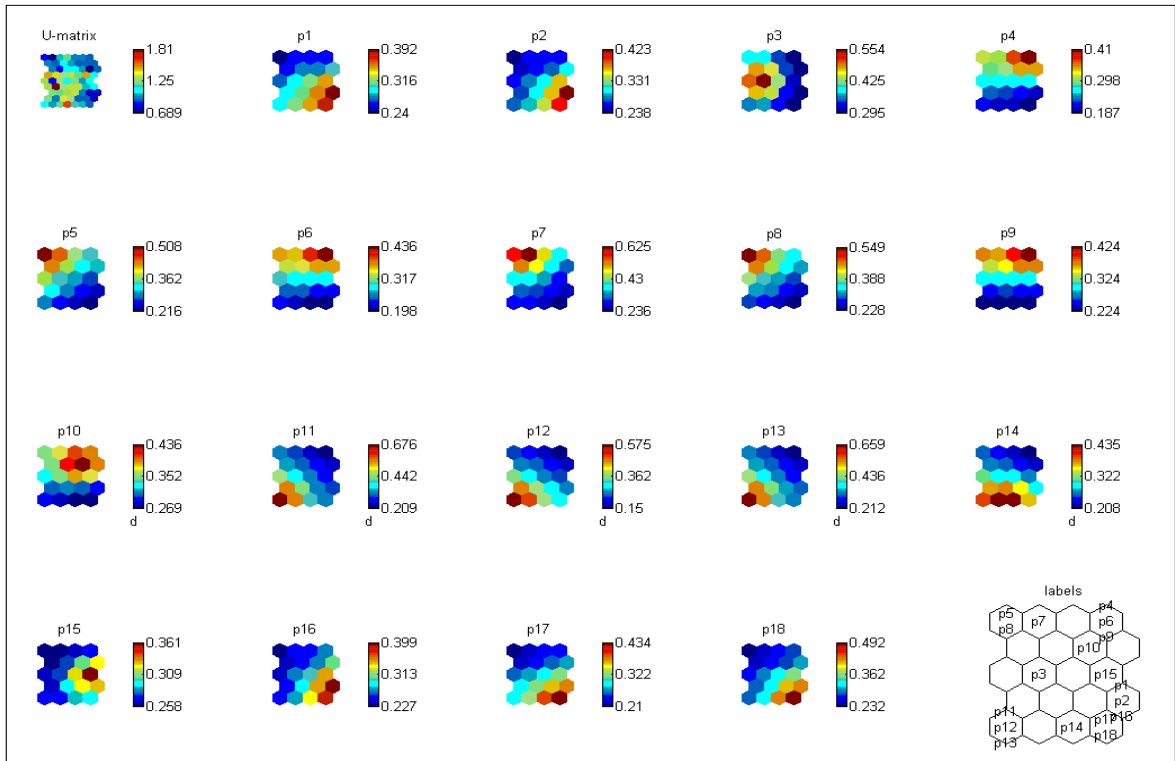 U-matrix
1.81
1.25
0.689
p1
0.392
0.316
0.24
p2
0.423
0.331
0.238
p3
0.554
0.425
0.295
p4
0.41
0.298
0.187
p5
0.508
0.362
0.216
p6
0.436
0.317
0.198
p7
0.625
0.43
0.236
p8
0.549
0.388
0.228
p9
0.424
0.324
0.224
p10
0.436
0.352
0.269
d
p11
0.676
0.442
0.209
d
p12
0.575
0.362
0.15
d
p13
0.659
0.436
0.212
d
p14
0.435
0.322
0.208
d
p15
0.361
0.309
0.258
p16
0.399
0.313
0.227
p17
0.434
0.322
0.21
p18
0.492
0.362
0.232
labels
p4
p5 p7 p6
p8 p9
p10
p3 p15
p1
p2
p11 p17 p16
p12 p14 p18
p13